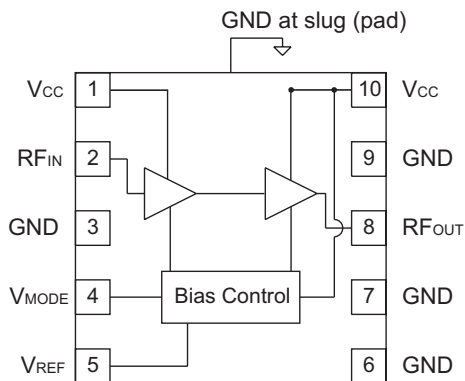 GND at slug (pad)
VCC 1 10 VCC
RFIN 2 9 GND
GND 3 8 RFOUT
VMODE 4 Bias Control 7 GND
VREF 5 6 GND